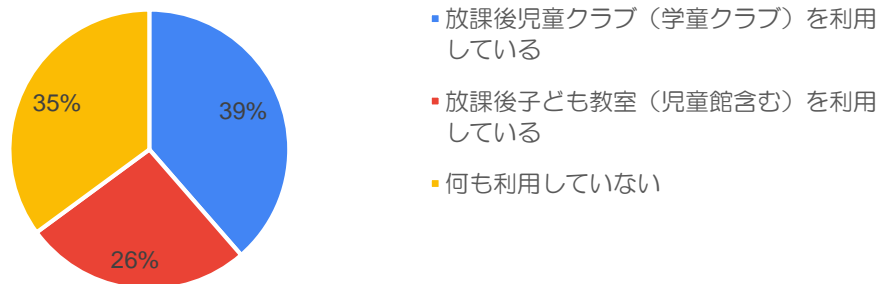 35%
39%
26%
放課後児童クラブ（学童クラブ）を利用
している
放課後子ども教室（児童館含む）を利用
している
何も利用していない